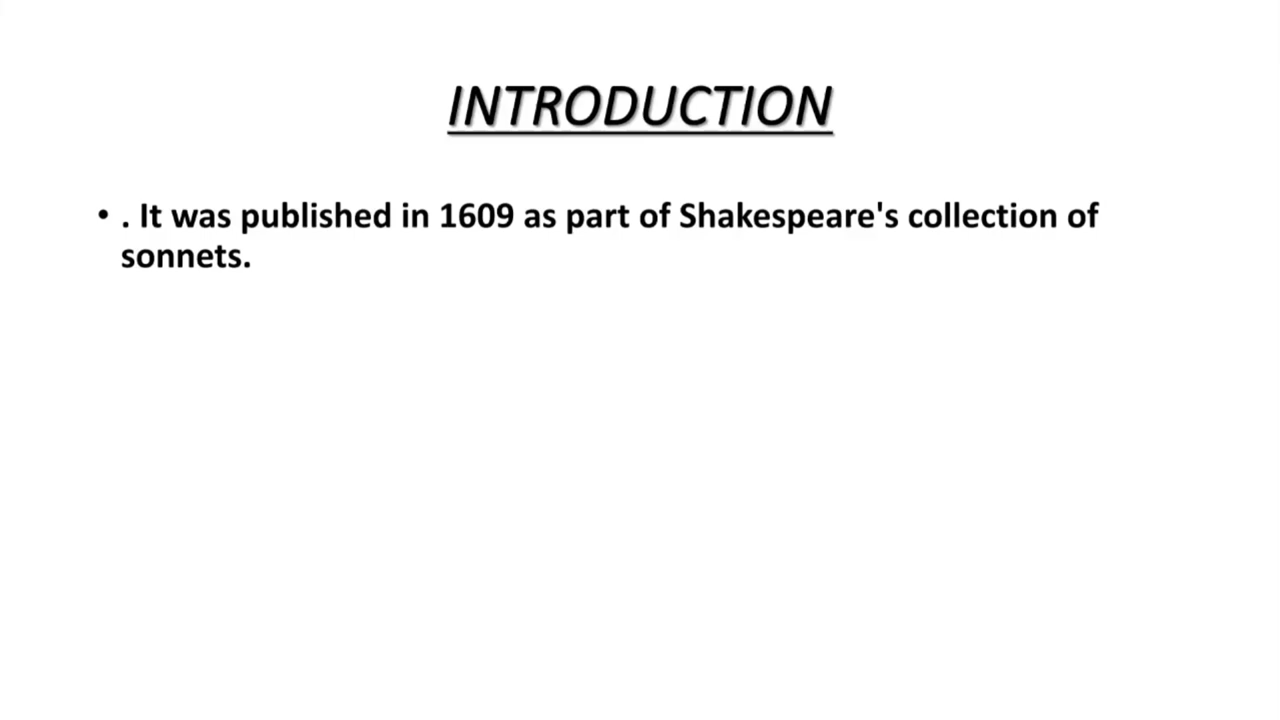 INTRODUCTION
• . It was published in 1609 as part of Shakespeare's collection of
sonnets.